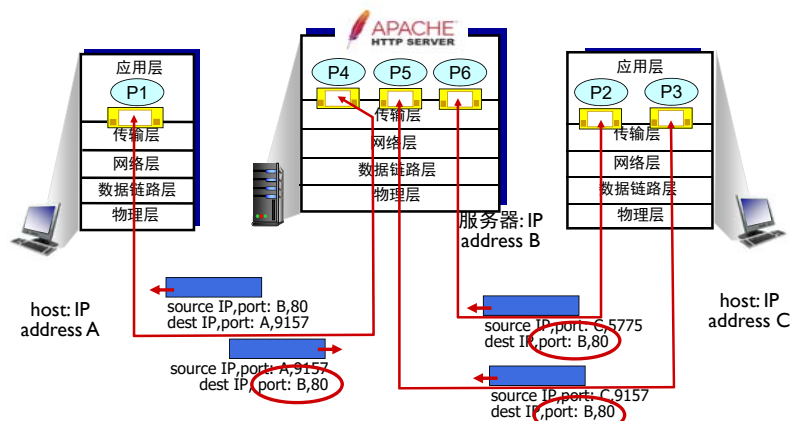 APACHE
HTTP SERVER
应用层
P1
传输层
网络层
数据链路层
物理层
host: IP
address A
P4
P5
P6
传输层
网络层
数据链路层
物理层
服务器: IP
address B
应用层
P2
P3
传输层
网络层
数据链路层
物理层
host: IP
address C
source IP,port: B,80
dest IP,port: A,9157
source IP,port: A,9157
dest IP, port: B,80
source IP,port: C,5775
dest IP,port: B,80
source IP,port: C,9157
dest IP,port: B,80